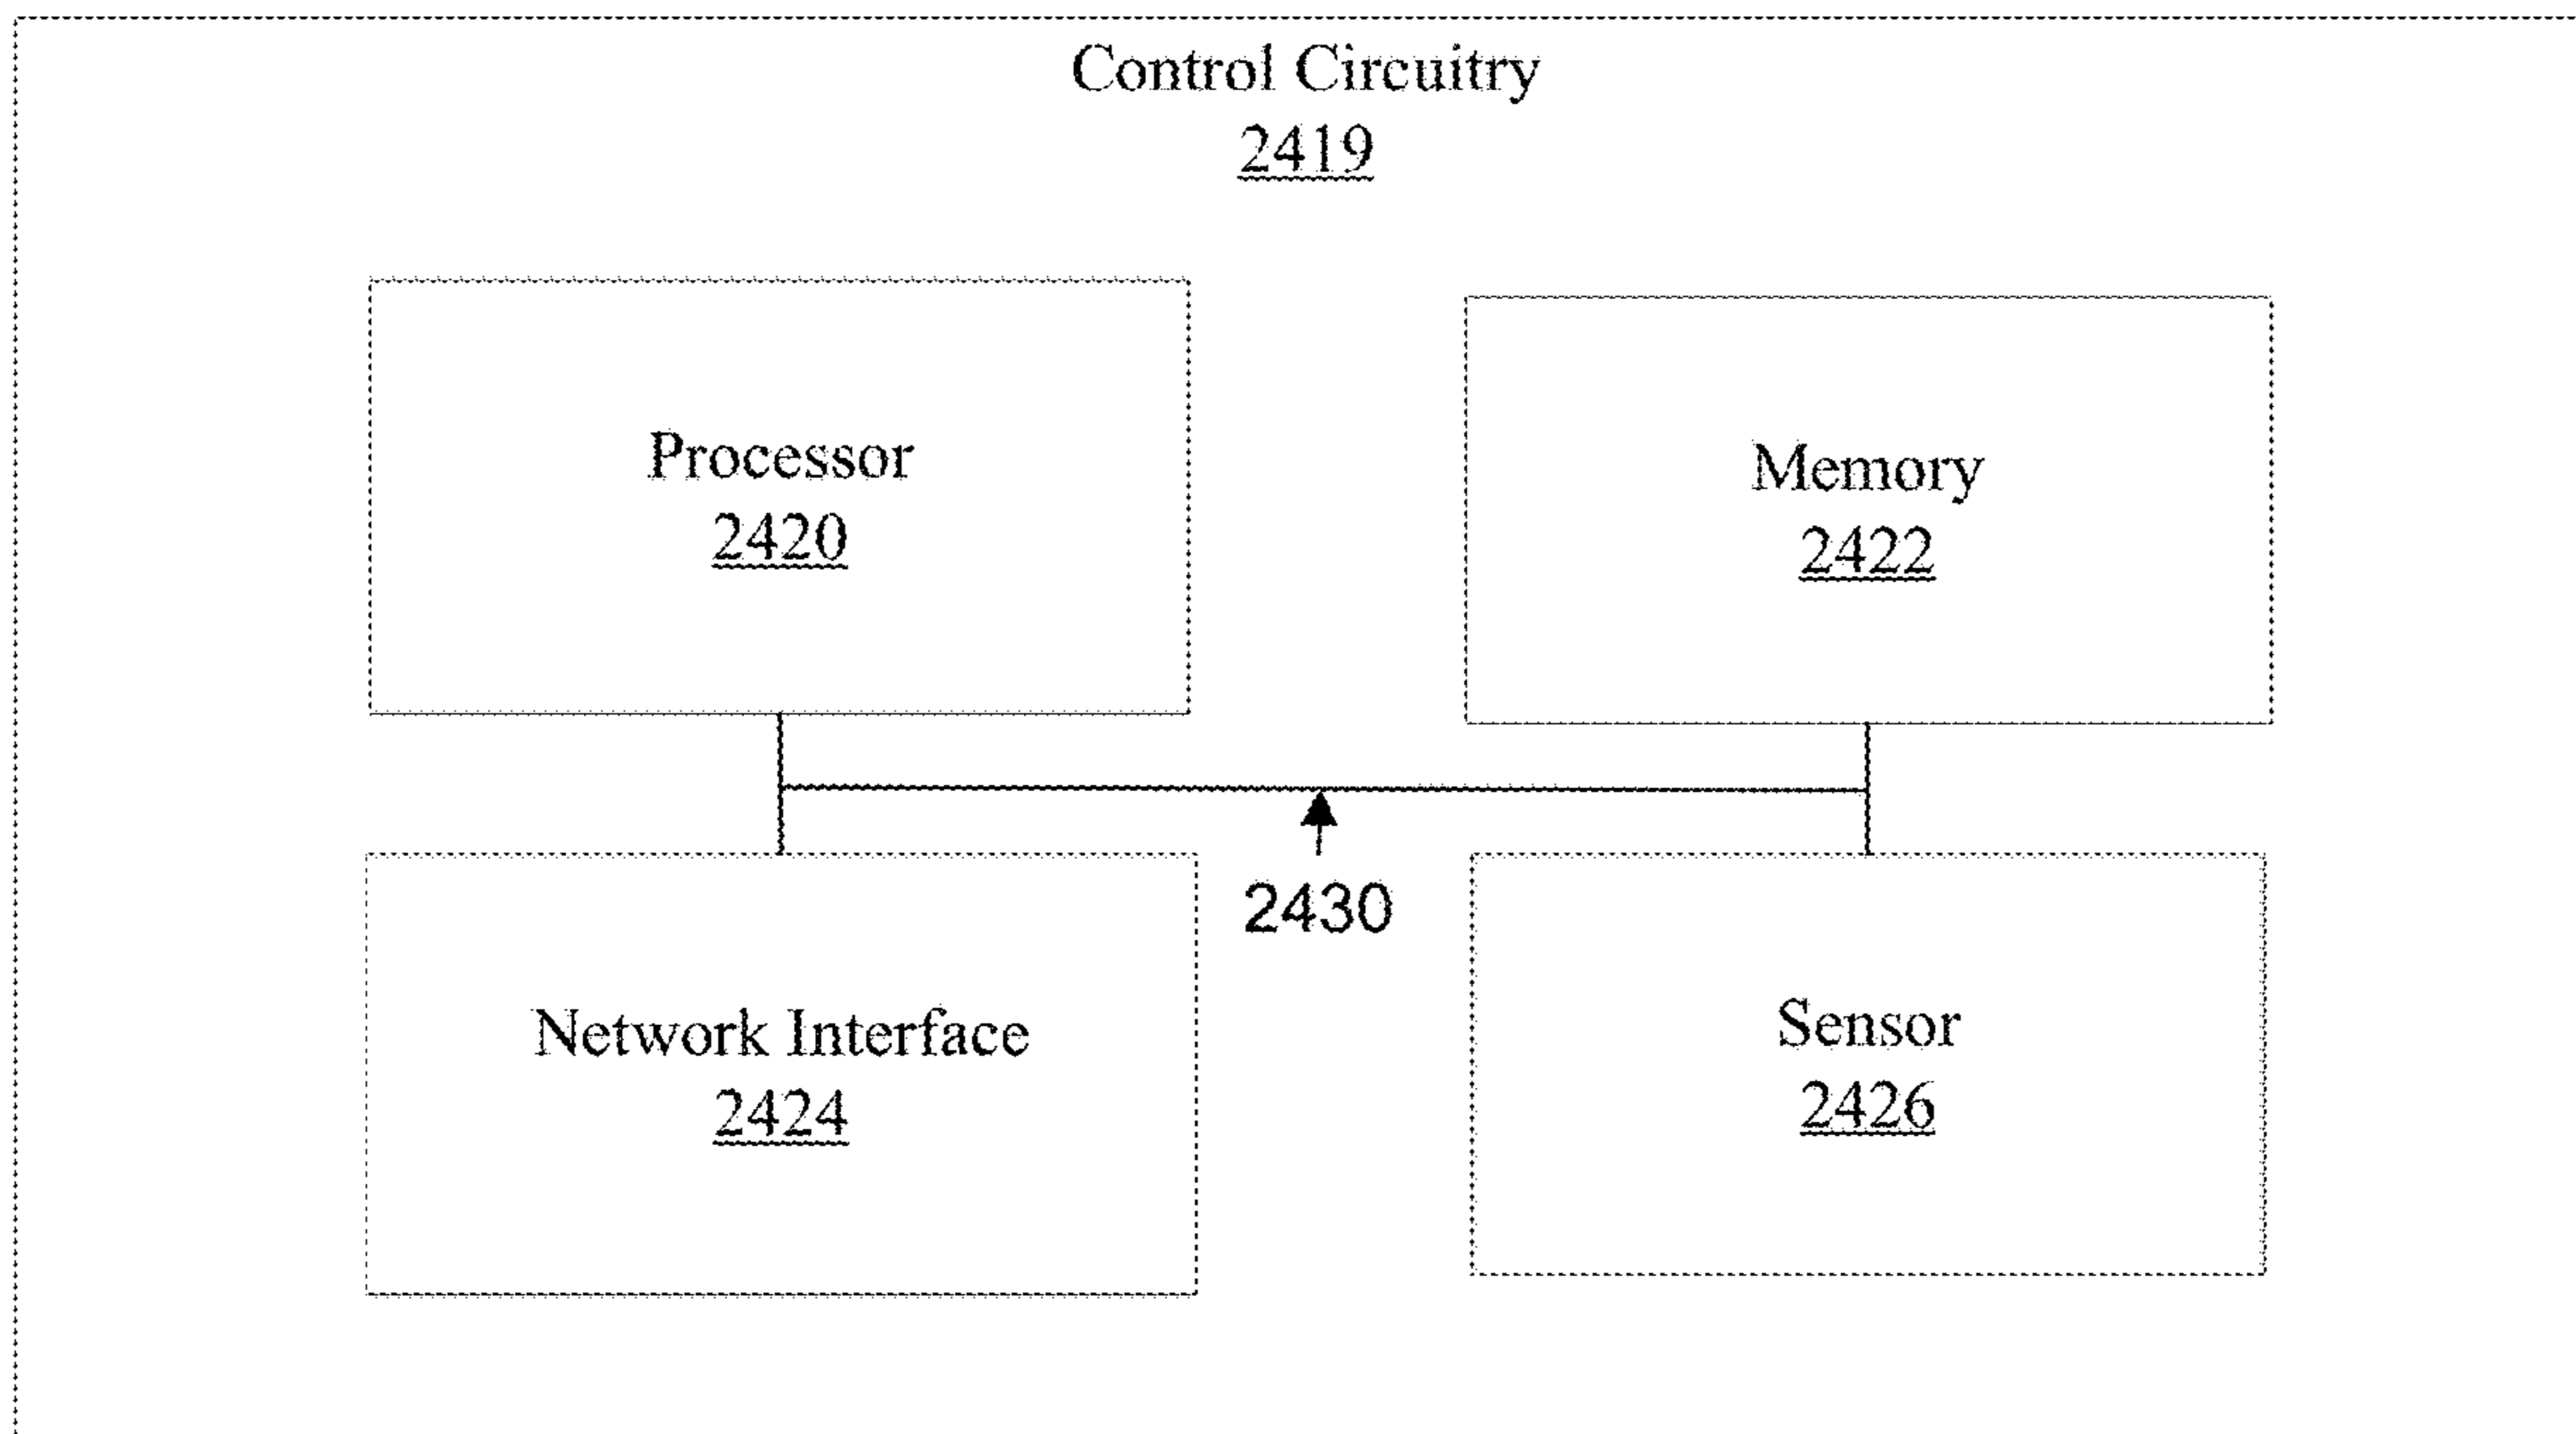 Control Circuitry
2419
Processor
2420
Memory
2422
2430
Network Interface
2424
Sensor
2426